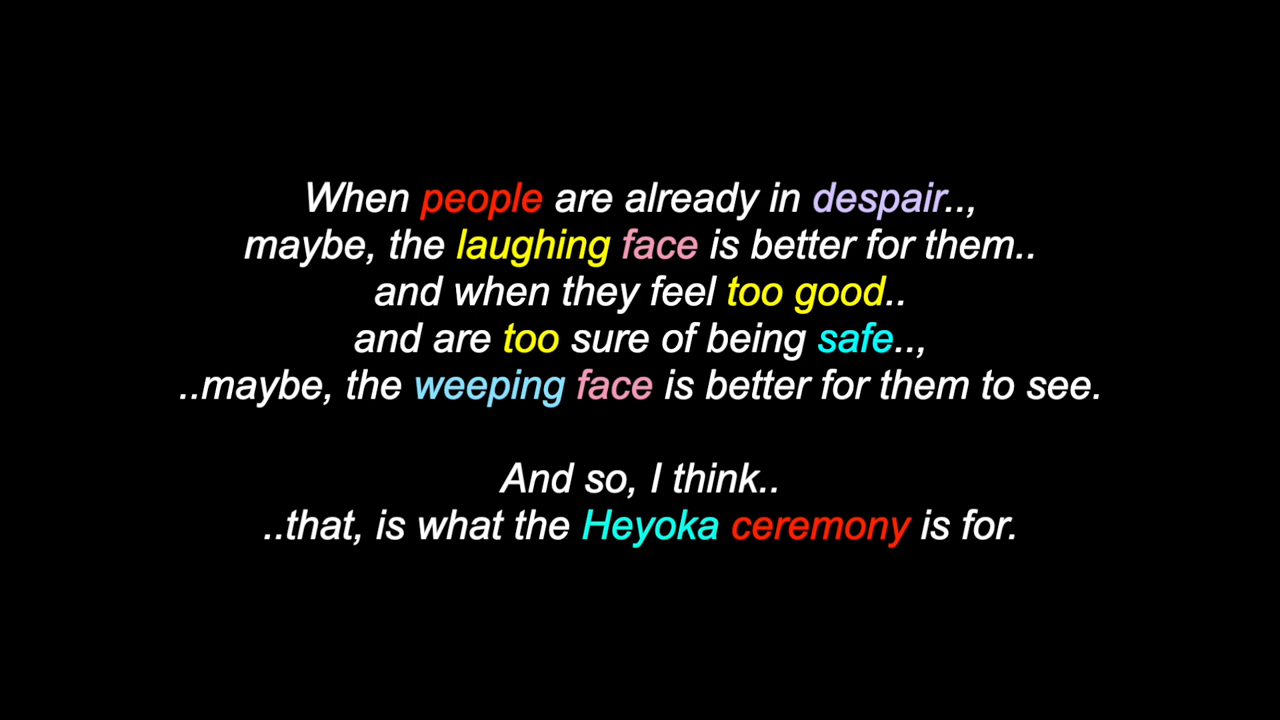 When people are already in despair..,
maybe, the laughing face is better for them..
and when they feel too good..
and are too sure of being safe..,
..maybe, the weeping face is better for them to see.
And so, I think..
..that, is what the Heyoka ceremony is for.